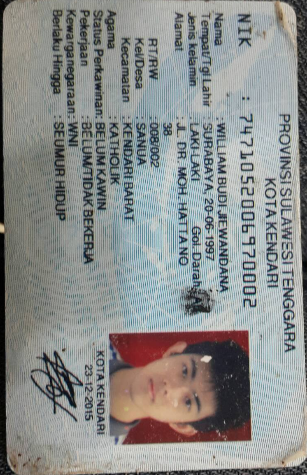 PROVINSI SULAWESI TENGGARA
KOTA KENDARI
NIK : 7471052006970002
Nama : WILLIAM BUDI JIEWANDANA
Tempat/Tgl Lahir : SURABAYA, 20-06-1997
Jenis kelamin : LAKI-LAKI Gol. Darah
Alamat : JL. DR. MOH. HATTA NO
38
RT/RW : 008/002
Kel/Desa : SANUA
Kecamatan : KENDARI BARAT
Agama : KATHOLIK
Status Perkawinan: BELUM KAWIN
Pekerjaan : BELUM/TIDAK BEKERJA
Kewarganegaraan: WNI
Berlaku Hingga : SEUMUR HIDUP
KOTA KENDARI
23-12-2015